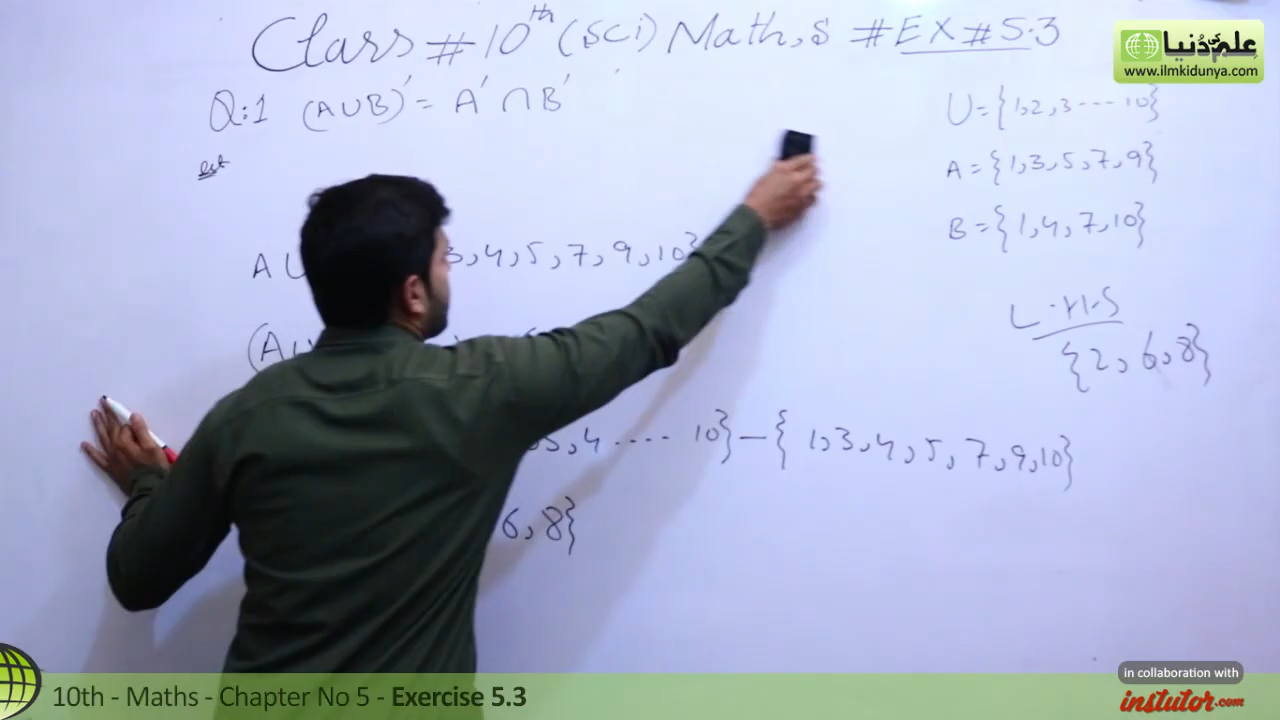 Class # 10th (Sci) Math,s # EX # 5.3
علم کی دُنیا
www.ilmkidunya.com
Q:1 (A∪B)' = A' ∩ B'
U = {1,2,3 ---- 10}
A = {1,3,5,7,9}
B = {1,4,7,10}
A ∪ 3,4,5,7,9,10}
L.H.S
{2,6,8}
(A∪
3,4 .... 10} — { 1,3,4,5,7,9,10}
6,8}
10th - Maths - Chapter No 5 - Exercise 5.3
in collaboration with
instutor.com